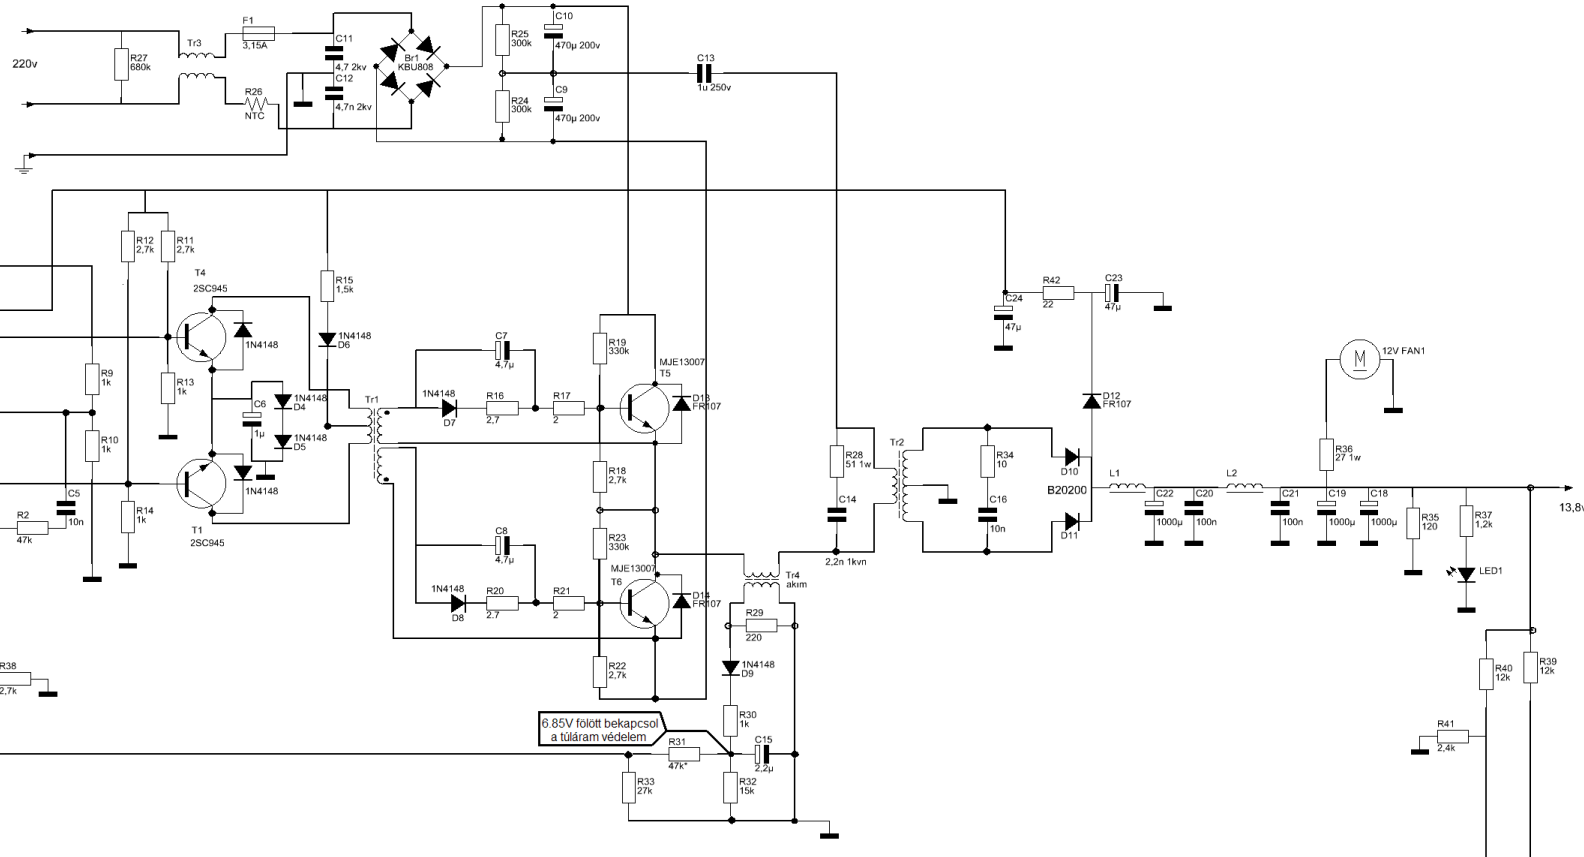 220v
R27
680k
Tr3
F1
3,15A
R26
NTC
C11
4,7 2kv
C12
4,7n 2kv
Br1
KBU808
R25
300k
C10
470µ 200v
R24
300k
C9
470µ 200v
C13
1u 250v
R12
2,7k
R11
2,7k
T4
2SC945
1N4148
R15
1,5k
1N4148
D6
R9
1k
R13
1k
C6
1µ
1N4148
D4
1N4148
D5
R10
1k
1N4148
C5
10n
R2
47k
R14
1k
T1
2SC945
Tr1
C7
4,7µ
1N4148
D7
R16
2,7
R17
2
R19
330k
MJE13007
T5
D13
FR107
R18
2,7k
R23
330k
C8
4,7µ
1N4148
D8
R20
2.7
R21
2
MJE13007
T6
D14
FR107
R22
2,7k
Tr4
akım
R29
220
1N4148
D9
R30
1k
6.85V fölött bekapcsol
a túláram védelem
R31
47k*
C15
2,2µ
R33
27k
R32
15k
R38
2,7k
R28
51 1w
C14
2,2n 1kvn
Tr2
R34
10
C16
10n
D10
B20200
D11
C24
47µ
R42
22
C23
47µ
D12
FR107
L1
C22
1000µ
C20
100n
L2
C21
100n
C19
1000µ
C18
1000µ
M
12V FAN1
R36
27 1w
R35
120
R37
1,2k
LED1
13,8v
R40
12k
R39
12k
R41
2,4k